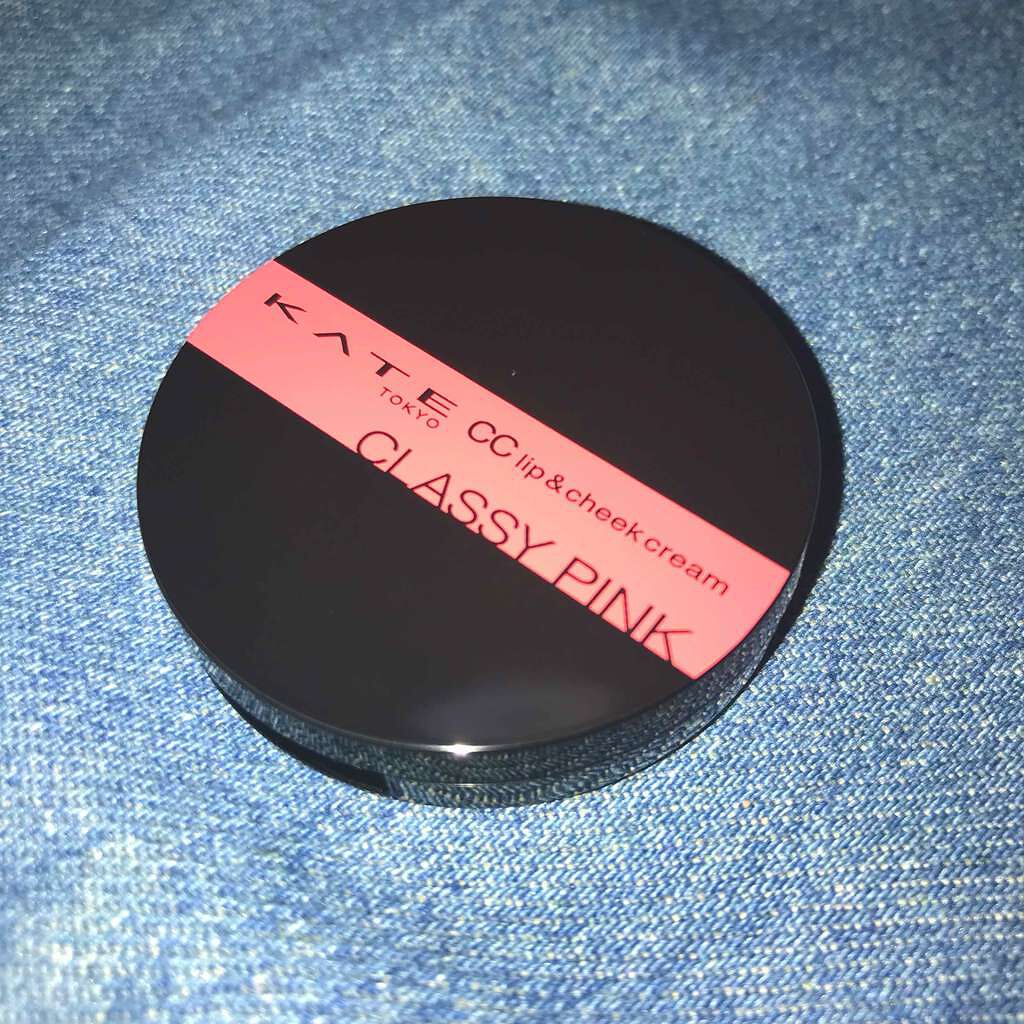 KATE
TOKYO
CC lip&cheek cream
CLASSY PINK